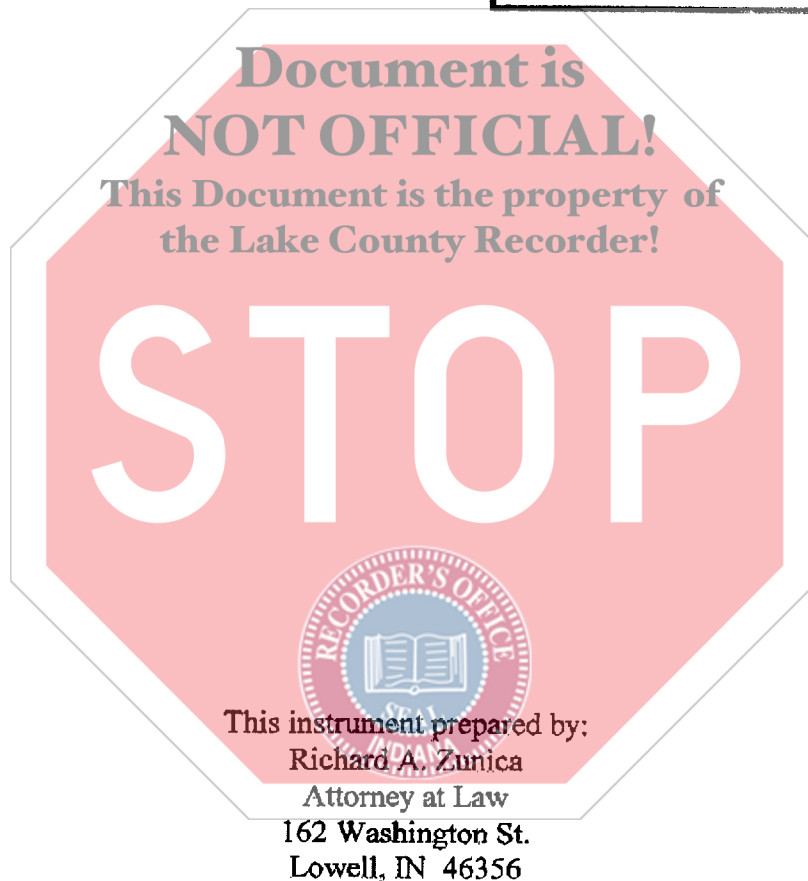 Document is
NOT OFFICIAL!
This Document is the property of
the Lake County Recorder!
STOP
RECORDER'S OFFICE
SEAL
INDIANA
This instrument prepared by:
Richard A. Zunica
Attorney at Law
162 Washington St.
Lowell, IN 46356